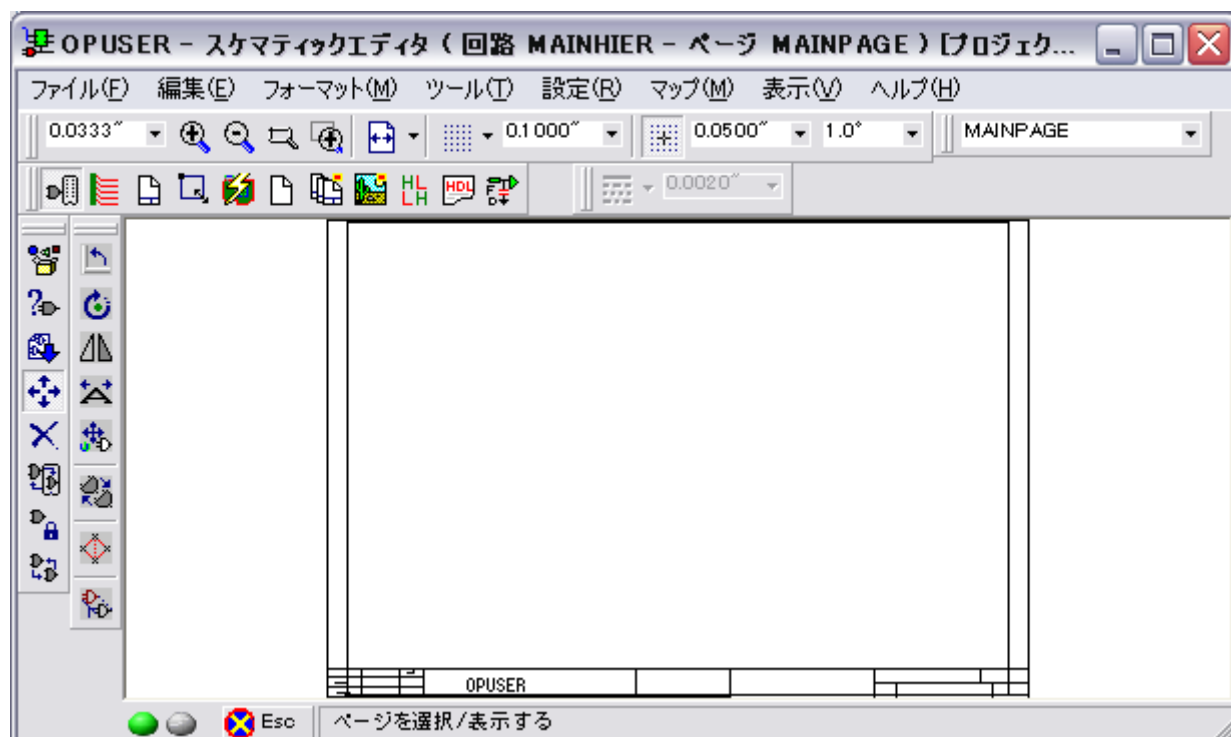 OPUSER - スケマティックエディタ ( 回路 MAINHIER - ページ MAINPAGE ) [プロジェク...
ファイル(F) 編集(E) フォーマット(M) ツール(T) 設定(R) マップ(M) 表示(V) ヘルプ(H)
0.0333" 0.1000" 0.0500" 1.0° MAINPAGE
HL LH HDL 0.0020"
OPUSER
Esc ページを選択/表示する